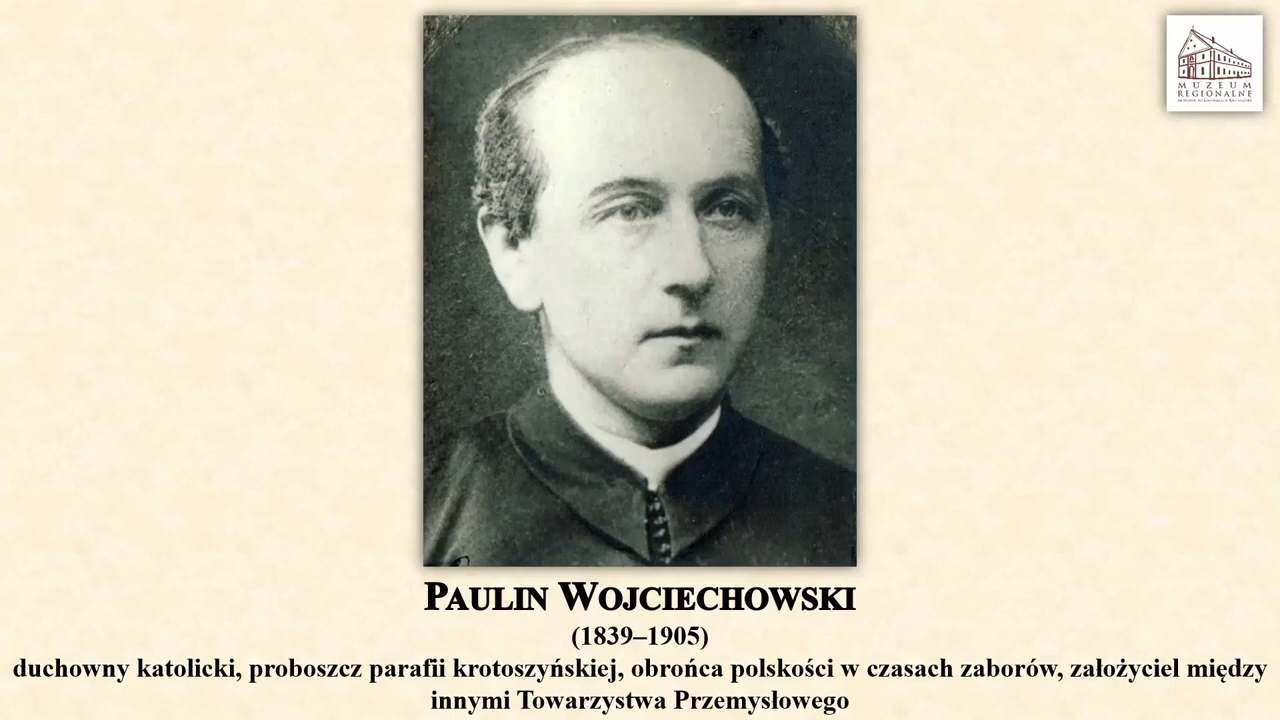 MUZEUM
REGIONALNE
PAULIN WOJCIECHOWSKI
(1839–1905)
duchowny katolicki, proboszcz parafii krotoszyńskiej, obrońca polskości w czasach zaborów, założyciel między
innymi Towarzystwa Przemysłowego